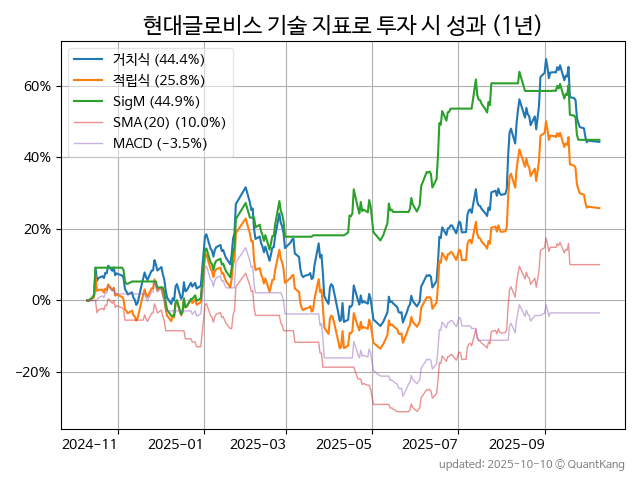 현대글로비스 기술 지표로 투자 시 성과 (1년)
거치식 (44.4%)
적립식 (25.8%)
SigM (44.9%)
SMA(20) (10.0%)
MACD (−3.5%)
60%
40%
20%
0%
−20%
2024−11 2025−01 2025−03 2025−05 2025−07 2025−09
updated: 2025-10-10 © QuantKang